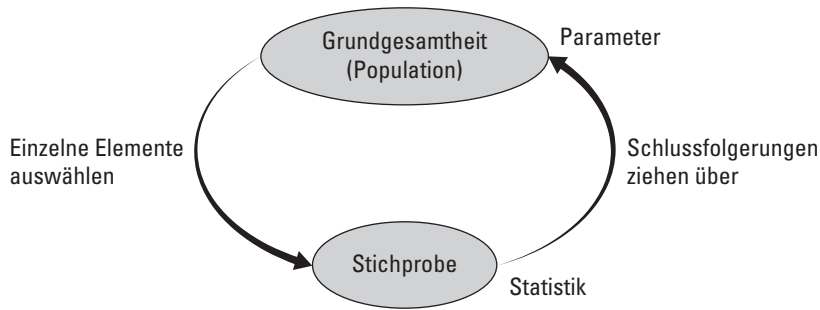 Grundgesamtheit
(Population)
Parameter
Einzelne Elemente
auswählen
Schlussfolgerungen
ziehen über
Stichprobe
Statistik